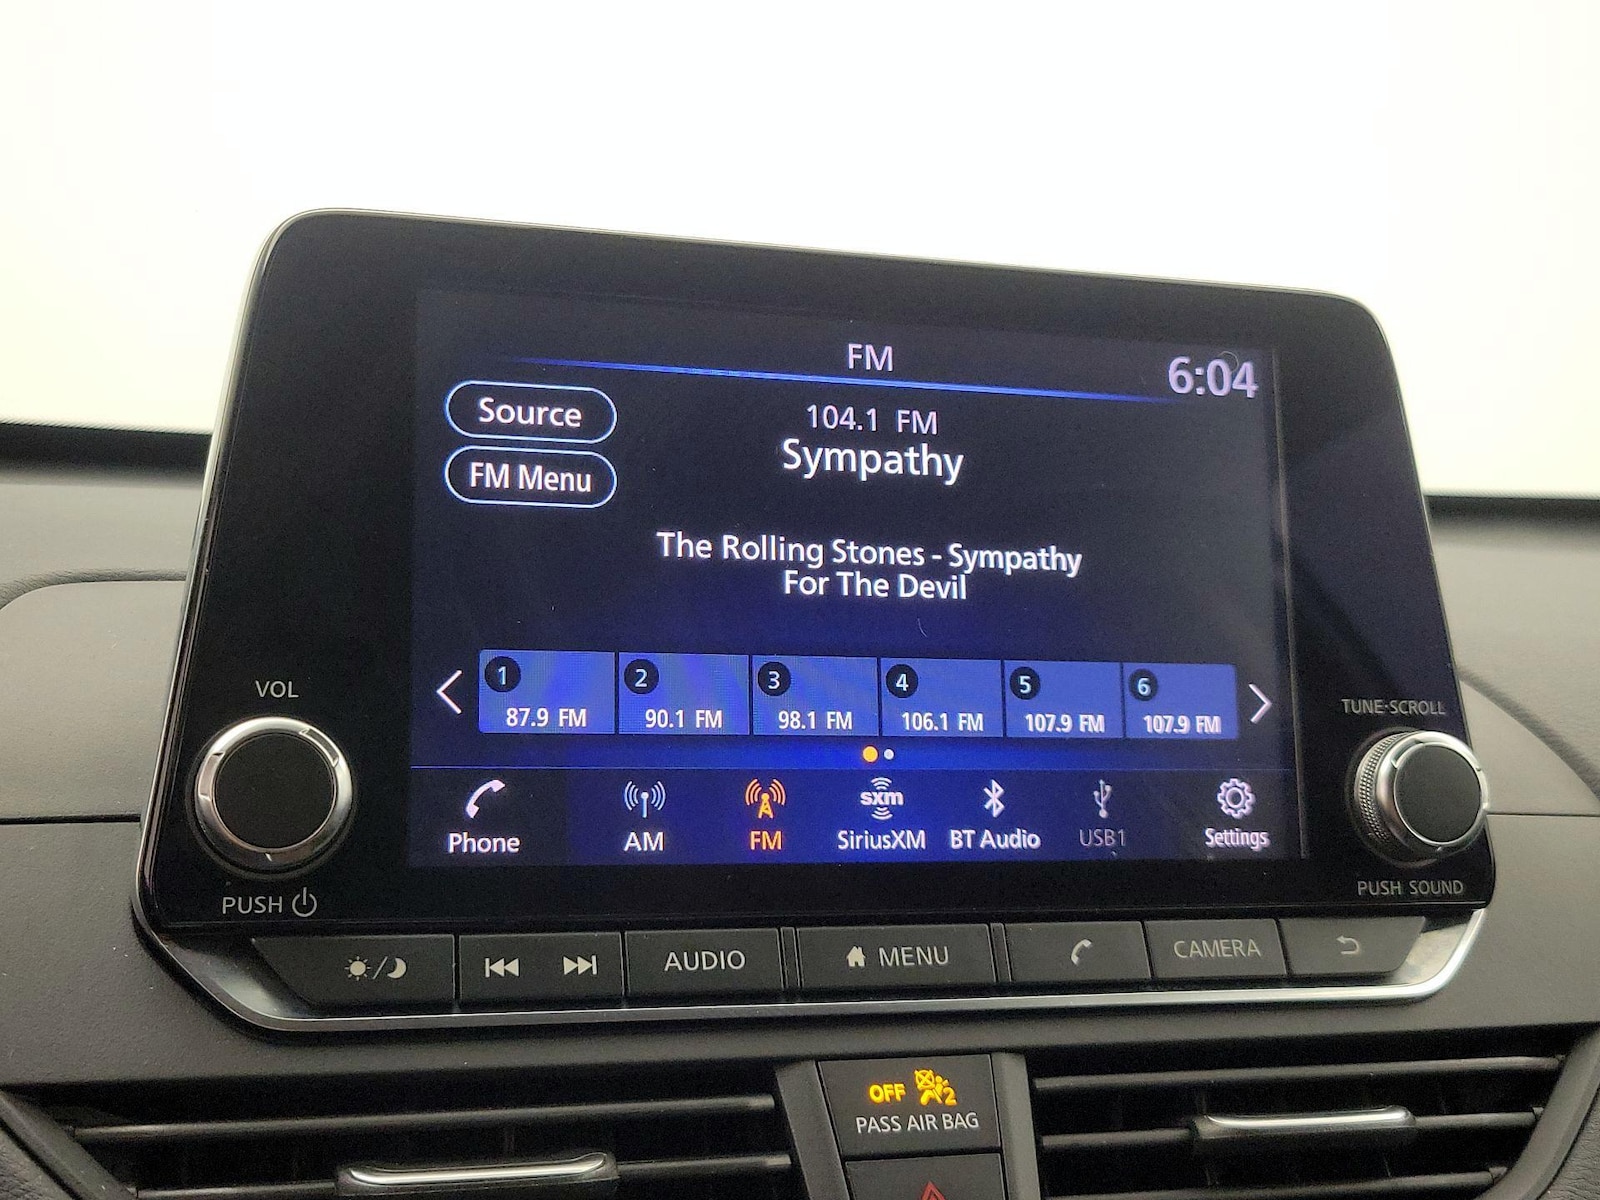 FM
6:04
Source
104.1 FM
Sympathy
FM Menu
The Rolling Stones - Sympathy
For The Devil
1
2
3
4
5
6
87.9 FM
90.1 FM
98.1 FM
106.1 FM
107.9 FM
107.9 FM
VOL
TUNE·SCROLL
Phone
AM
FM
sxm
SiriusXM
BT Audio
USB1
Settings
PUSH
PUSH SOUND
AUDIO
MENU
CAMERA
OFF
2
PASS AIR BAG